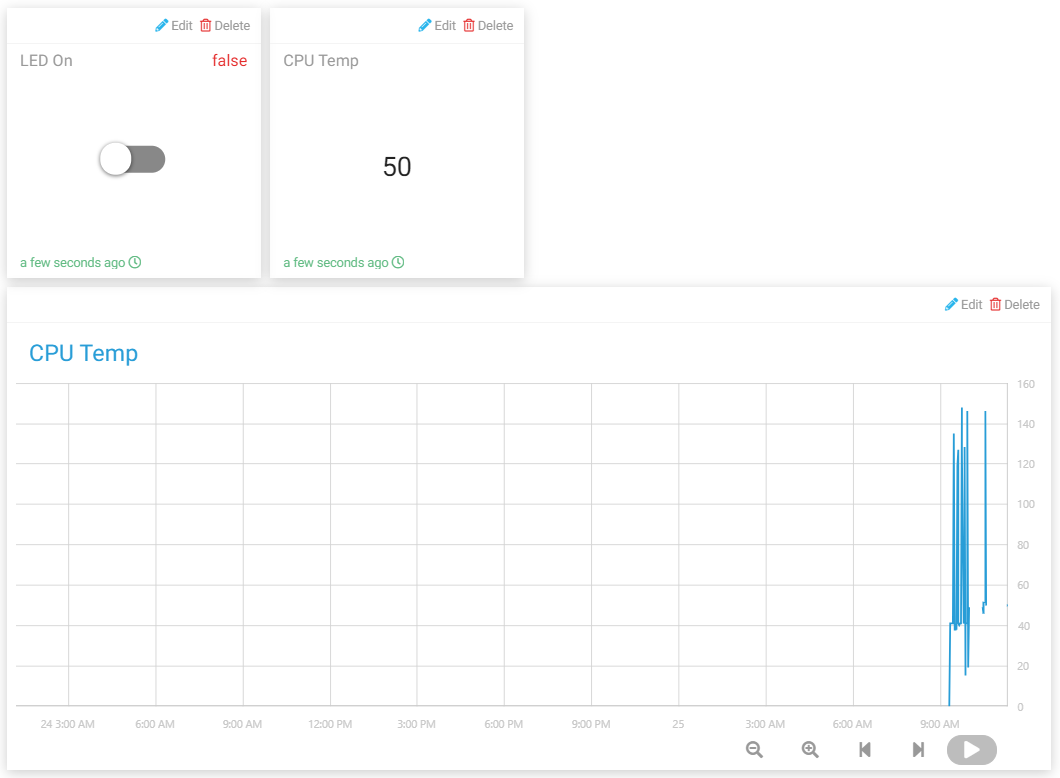 Edit Delete
LED On false
a few seconds ago
Edit Delete
CPU Temp
50
a few seconds ago
Edit Delete
CPU Temp
160
140
120
100
80
60
40
20
0
24 3:00 AM 6:00 AM 9:00 AM 12:00 PM 3:00 PM 6:00 PM 9:00 PM 25 3:00 AM 6:00 AM 9:00 AM